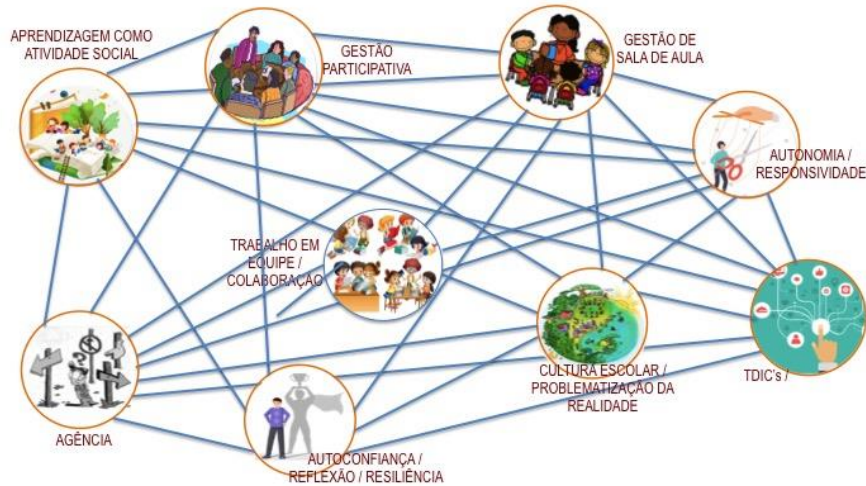 APRENDIZAGEM COMO
ATIVIDADE SOCIAL
GESTÃO
PARTICIPATIVA
GESTÃO DE
SALA DE AULA
AUTONOMIA /
RESPONSIVIDADE
TRABALHO EM
EQUIPE /
COLABORAÇÃO
CULTURA ESCOLAR /
PROBLEMATIZAÇÃO DA
REALIDADE
TDIC's /
AGÊNCIA
AUTOCONFIANÇA /
REFLEXÃO / RESILIÊNCIA